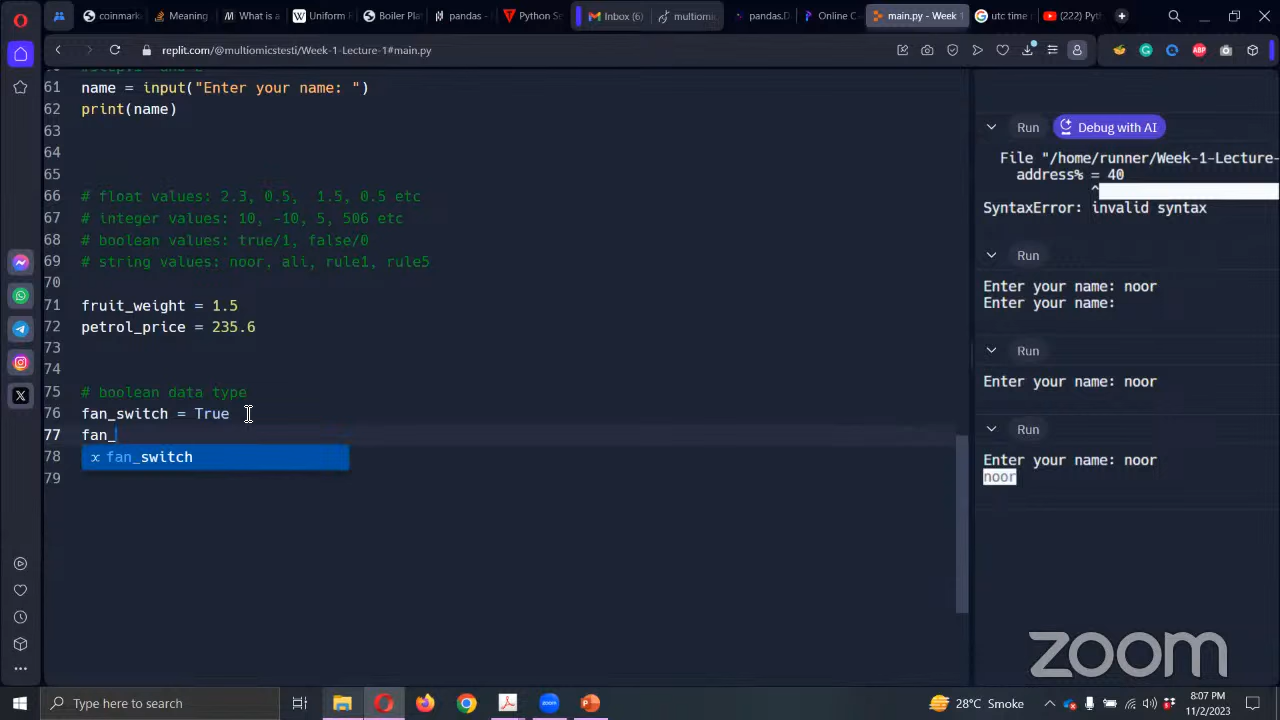 coinmark
Meaning
What is a
Uniform
Boiler Plat
pandas -
Python Se
Inbox (6)
multiomic
pandas.D
Online C
main.py - Week
utc time
(222) Pyth
replit.com/@multiomicstesti/Week-1-Lecture-1#main.py
61 name = input("Enter your name: ")
62 print(name)
63
64
65
66 # float values: 2.3, 0.5,  1.5, 0.5 etc
67 # integer values: 10, -10, 5, 506 etc
68 # boolean values: true/1, false/0
69 # string values: noor, ali, rule1, rule5
70
71 fruit_weight = 1.5
72 petrol_price = 235.6
73
74
75 # boolean data type
76 fan_switch = True
77 fan_
78 x fan_switch
79
Run
Debug with AI
File "/home/runner/Week-1-Lecture-
address% = 40
^
SyntaxError: invalid syntax
Run
Enter your name: noor
Enter your name:
Run
Enter your name: noor
Run
Enter your name: noor
noor
zoom
Type here to search
28°C Smoke
8:07 PM
11/2/2023